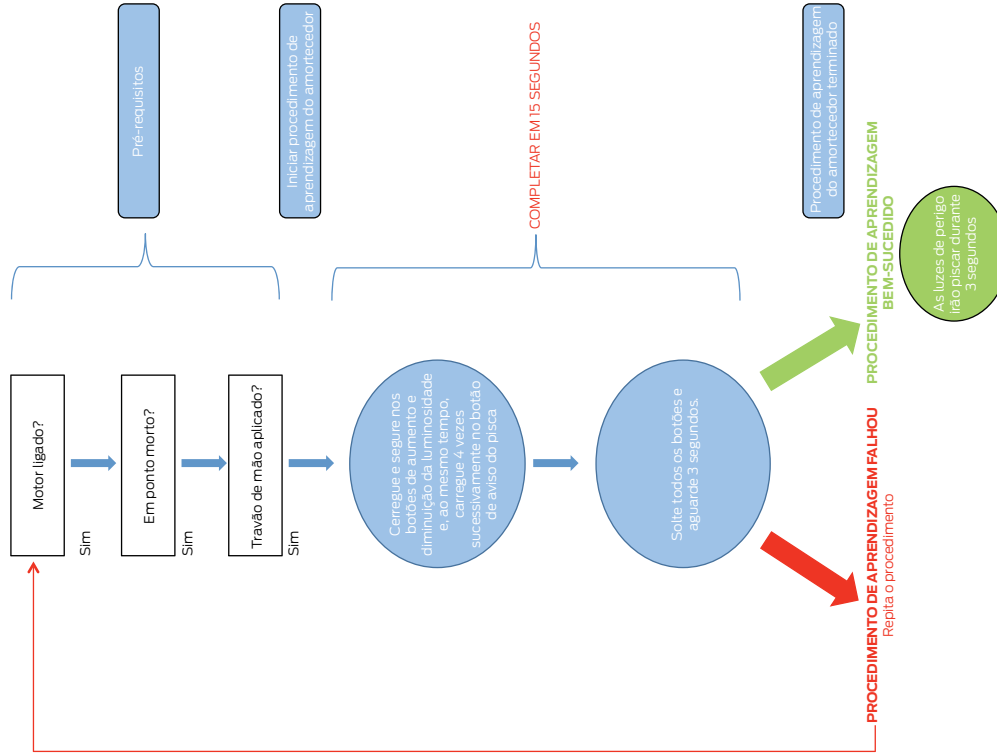 Motor ligado?
Sim
Em ponto morto?
Sim
Travão de mão aplicado?
Sim
Pré-requisitos
Iniciar procedimento de
aprendizagem do amortecedor
Cerregue e segure nos
botões de aumento e
diminuição da luminosidade
e, ao mesmo tempo,
carregue 4 vezes
sucessivamente no botão
de aviso do pisca
Solte todos os botões e
aguarde 3 segundos.
COMPLETAR EM 15 SEGUNDOS
Procedimento de aprendizagem
do amortecedor terminado
PROCEDIMENTO DE APRENDIZAGEM FALHOU
Repita o procedimento
PROCEDIMENTO DE APRENDIZAGEM
BEM-SUCEDIDO
As luzes de perigo
irão piscar durante
3 segundos